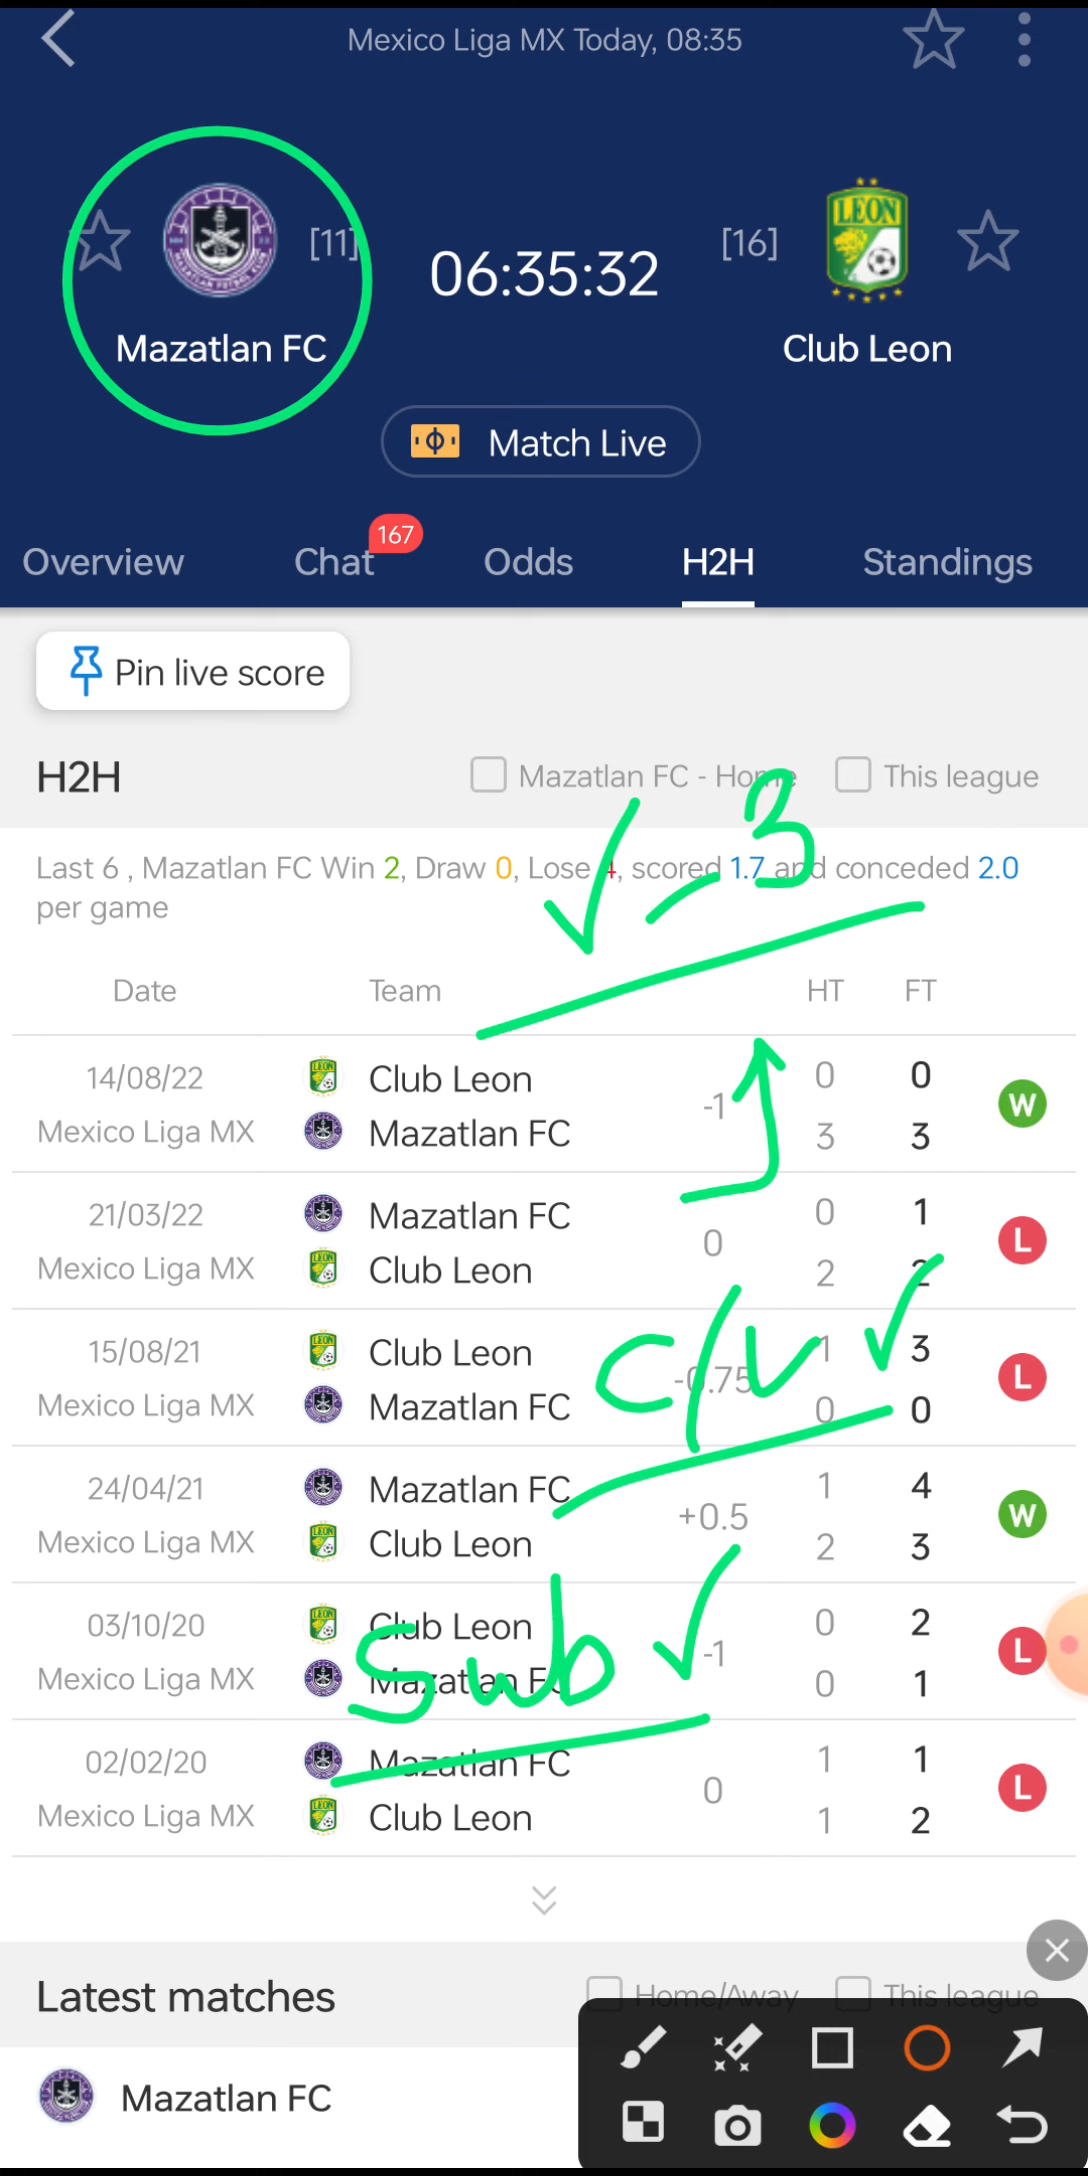 Mexico Liga MX Today, 08:35
[11] 06:35:32 [16]
LEON
Mazatlan FC Club Leon
Match Live
167
Overview Chat Odds H2H Standings
Pin live score
H2H Mazatlan FC - Home This league
-3
Last 6 , Mazatlan FC Win 2, Draw 0, Lose 4, scored 1.7 and conceded 2.0
per game
Date Team HT FT
14/08/22 Club Leon 0 0
-1 W
Mexico Liga MX Mazatlan FC 3 3
21/03/22 Mazatlan FC 0 1
0 L
Mexico Liga MX Club Leon 2 2
15/08/21 Club Leon 1 3
C/V
-0.75 L
Mexico Liga MX Mazatlan FC 0 0
24/04/21 Mazatlan FC 1 4
+0.5 W
Mexico Liga MX Club Leon 2 3
03/10/20 Club Leon 0 2
Sub
-1 L
Mexico Liga MX Mazatlan FC 0 1
02/02/20 Mazatlan FC 1 1
0 L
Mexico Liga MX Club Leon 1 2
Latest matches Home/Away This league
Mazatlan FC